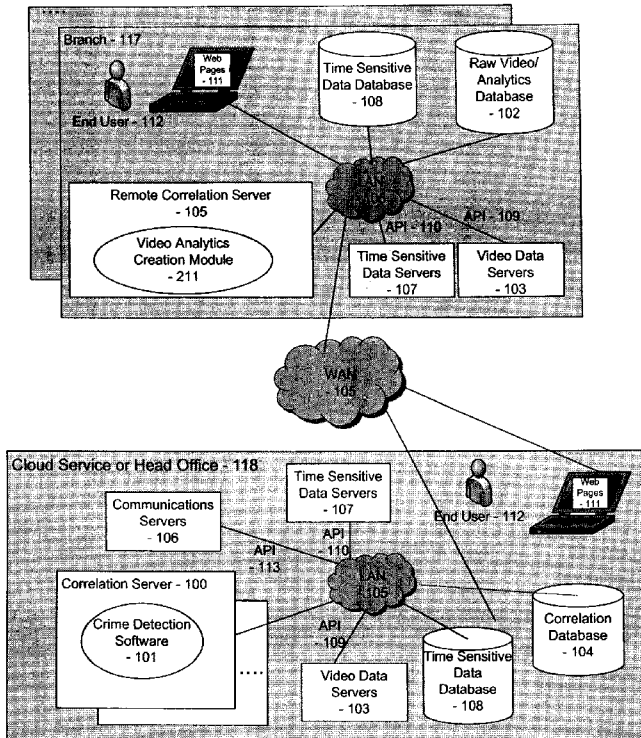 .....
Branch - 117
Web
Pages
- 111
End User - 112
Time Sensitive
Data Database
- 108
Raw Video/
Analytics
Database
- 102
Remote Correlation Server
- 105
Video Analytics
Creation Module
- 211
LAN
API - 109
API - 110
Time Sensitive
Data Servers
- 107
Video Data
Servers
- 103
WAN
- 105
Cloud Service or Head Office - 118
Time Sensitive
Data Servers
- 107
Communications
Servers
- 106
API
- 110
API
- 113
End User - 112
Web
Pages
- 111
Correlation Server - 100
Crime Detection
Software
- 101
.....
LAN
- 105
API
- 109
Video Data
Servers
- 103
Time Sensitive
Data
Database
- 108
Correlation
Database
- 104